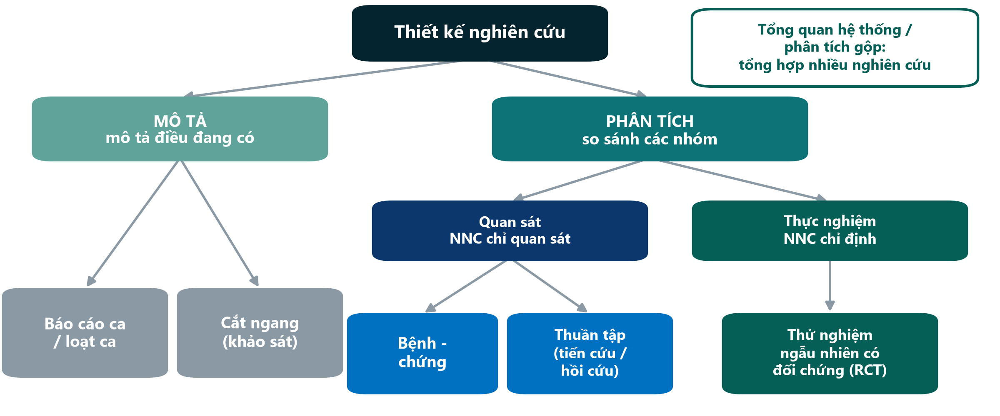 Thiết kế nghiên cứu
Tổng quan hệ thống /
phân tích gộp:
tổng hợp nhiều nghiên cứu
MÔ TẢ
mô tả điều đang có
PHÂN TÍCH
so sánh các nhóm
Quan sát
NNC chỉ quan sát
Thực nghiệm
NNC chỉ định
Báo cáo ca
/ loạt ca
Cắt ngang
(khảo sát)
Bệnh -
chứng
Thuần tập
(tiến cứu /
hồi cứu)
Thử nghiệm
ngẫu nhiên có
đối chứng (RCT)